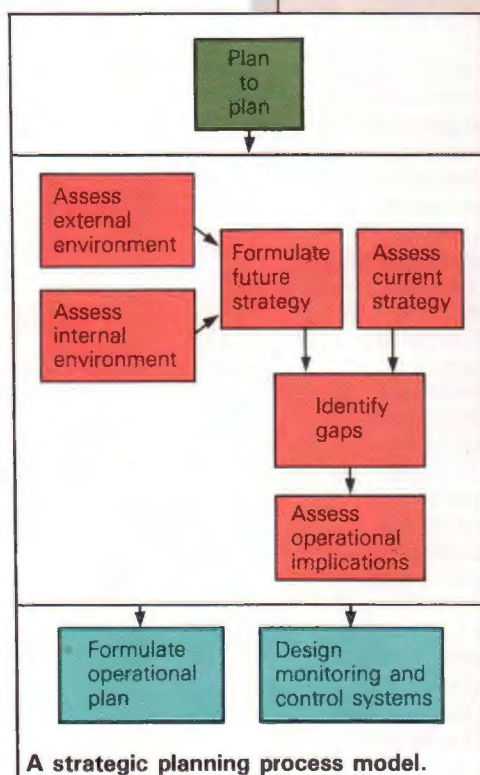 Plan
to
plan
Assess
external
environment
Assess
internal
environment
Formulate
future
strategy
Assess
current
strategy
Identify
gaps
Assess
operational
implications
Formulate
operational
plan
Design
monitoring and
control systems
A strategic planning process model.